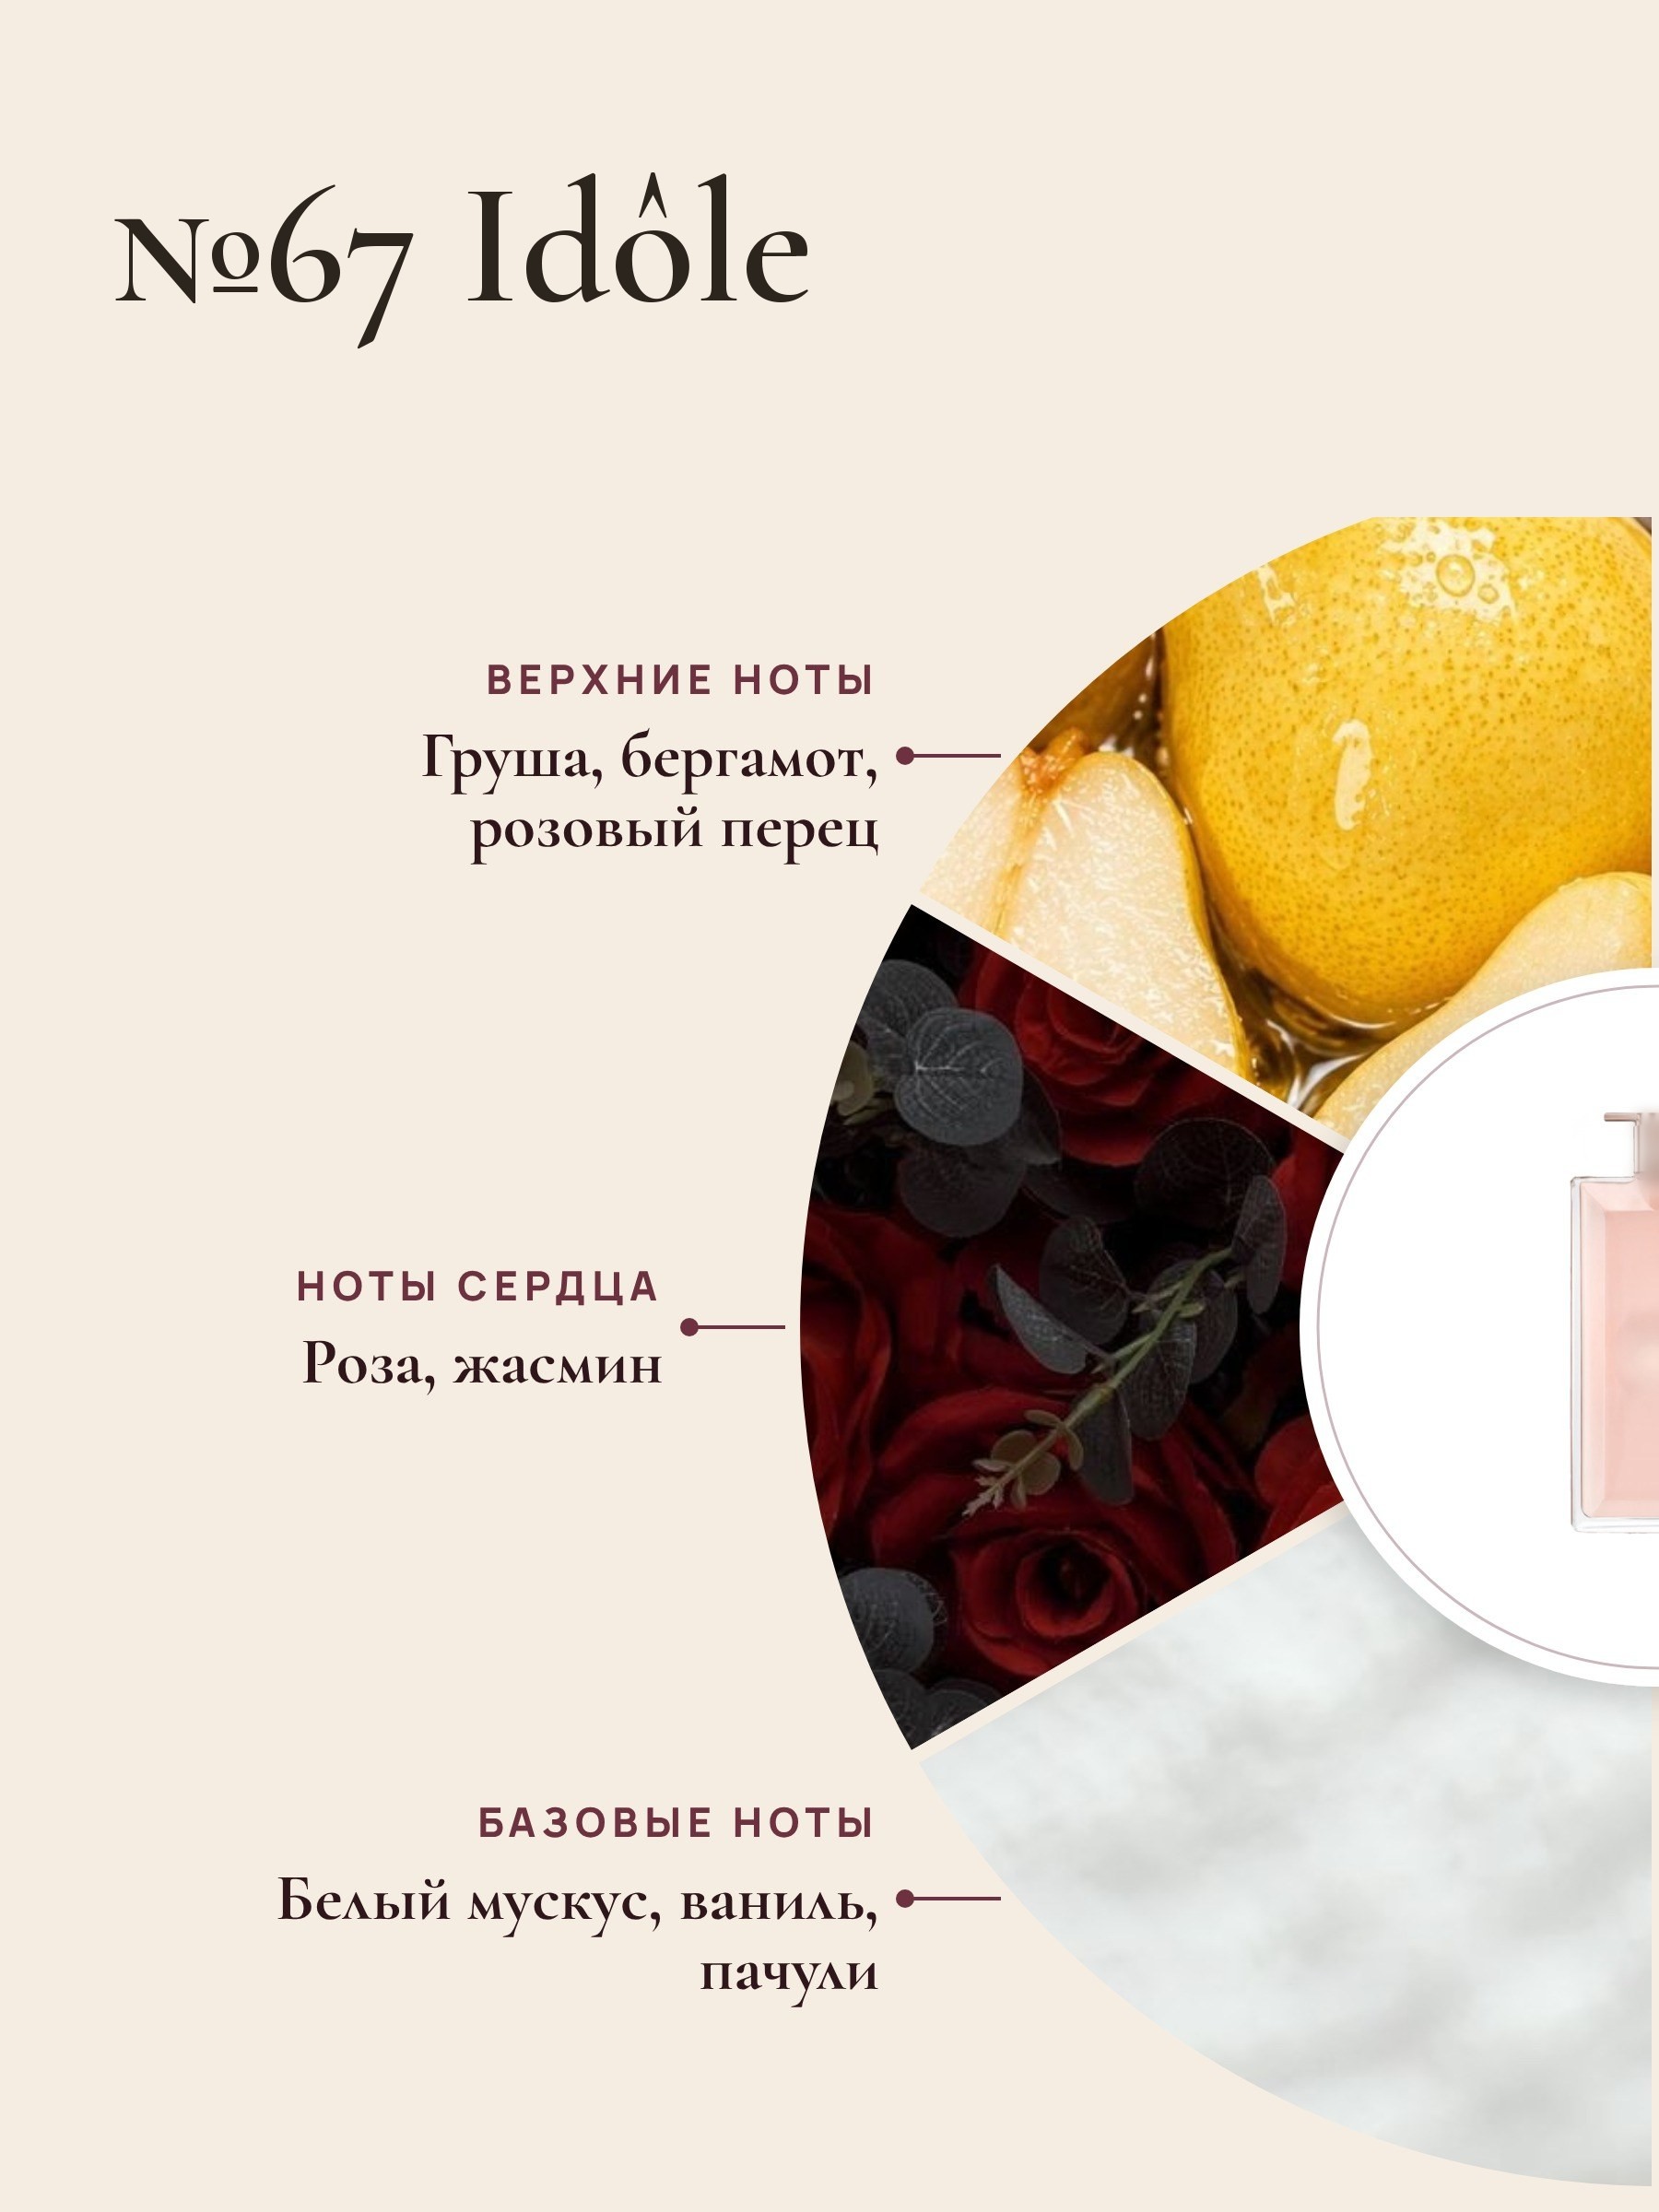 №67 Idôle
ВЕРХНИЕ НОТЫ
Груша, бергамот,
розовый перец
НОТЫ СЕРДЦА
Роза, жасмин
БАЗОВЫЕ НОТЫ
Белый мускус, ваниль,
пачули